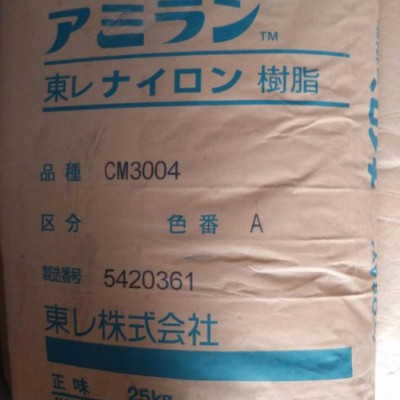 アミラン™
東レ ナイロン 樹脂
品種 CM3004
区分 色番 A
製造番号 5420361
東レ株式会社
正味 25kg